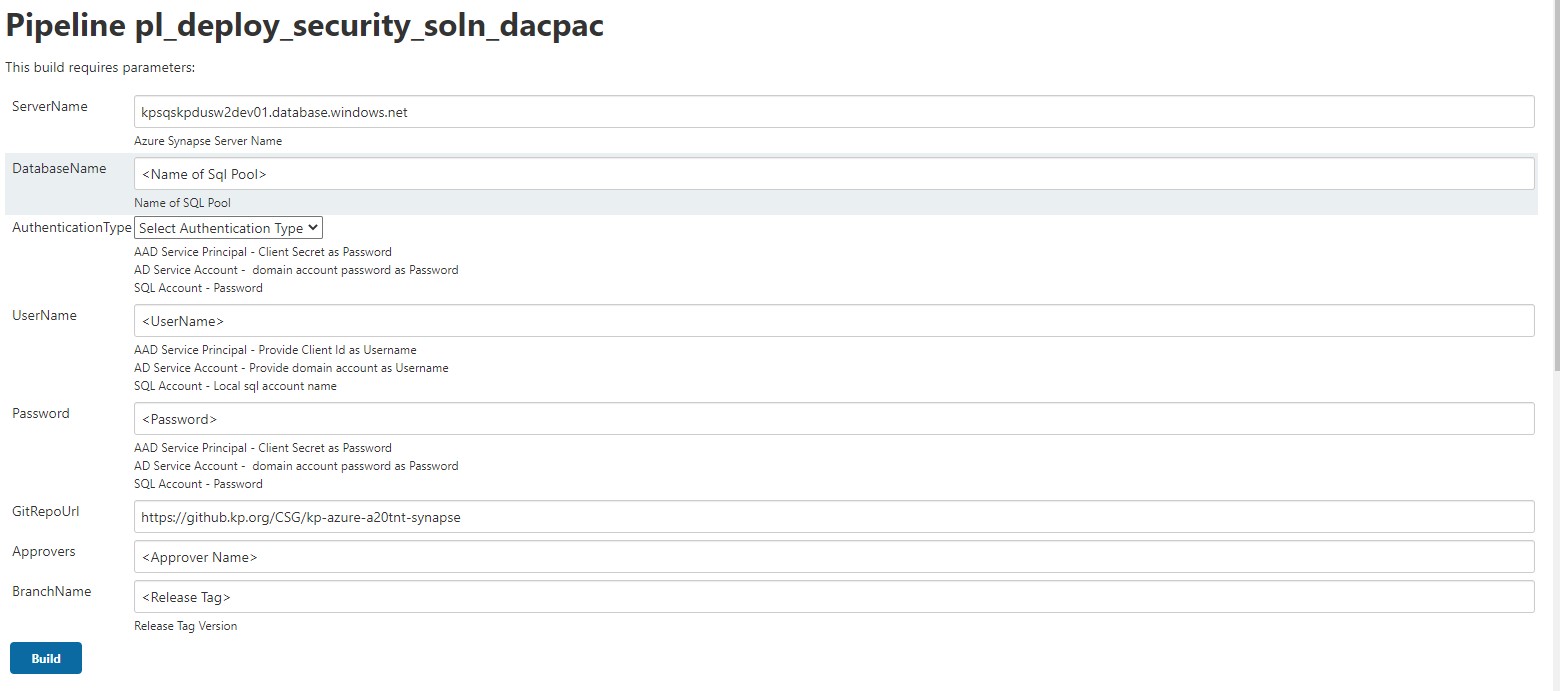 Pipeline pl_deploy_security_soln_dacpac
This build requires parameters:
ServerName
kpsqskpdusw2dev01.database.windows.net
Azure Synapse Server Name
DatabaseName
<Name of Sql Pool>
Name of SQL Pool
AuthenticationType
Select Authentication Type
AAD Service Principal - Client Secret as Password
AD Service Account -  domain account password as Password
SQL Account - Password
UserName
<UserName>
AAD Service Principal - Provide Client Id as Username
AD Service Account - Provide domain account as Username
SQL Account - Local sql account name
Password
<Password>
AAD Service Principal - Client Secret as Password
AD Service Account -  domain account password as Password
SQL Account - Password
GitRepoUrl
https://github.kp.org/CSG/kp-azure-a20tnt-synapse
Approvers
<Approver Name>
BranchName
<Release Tag>
Release Tag Version
Build